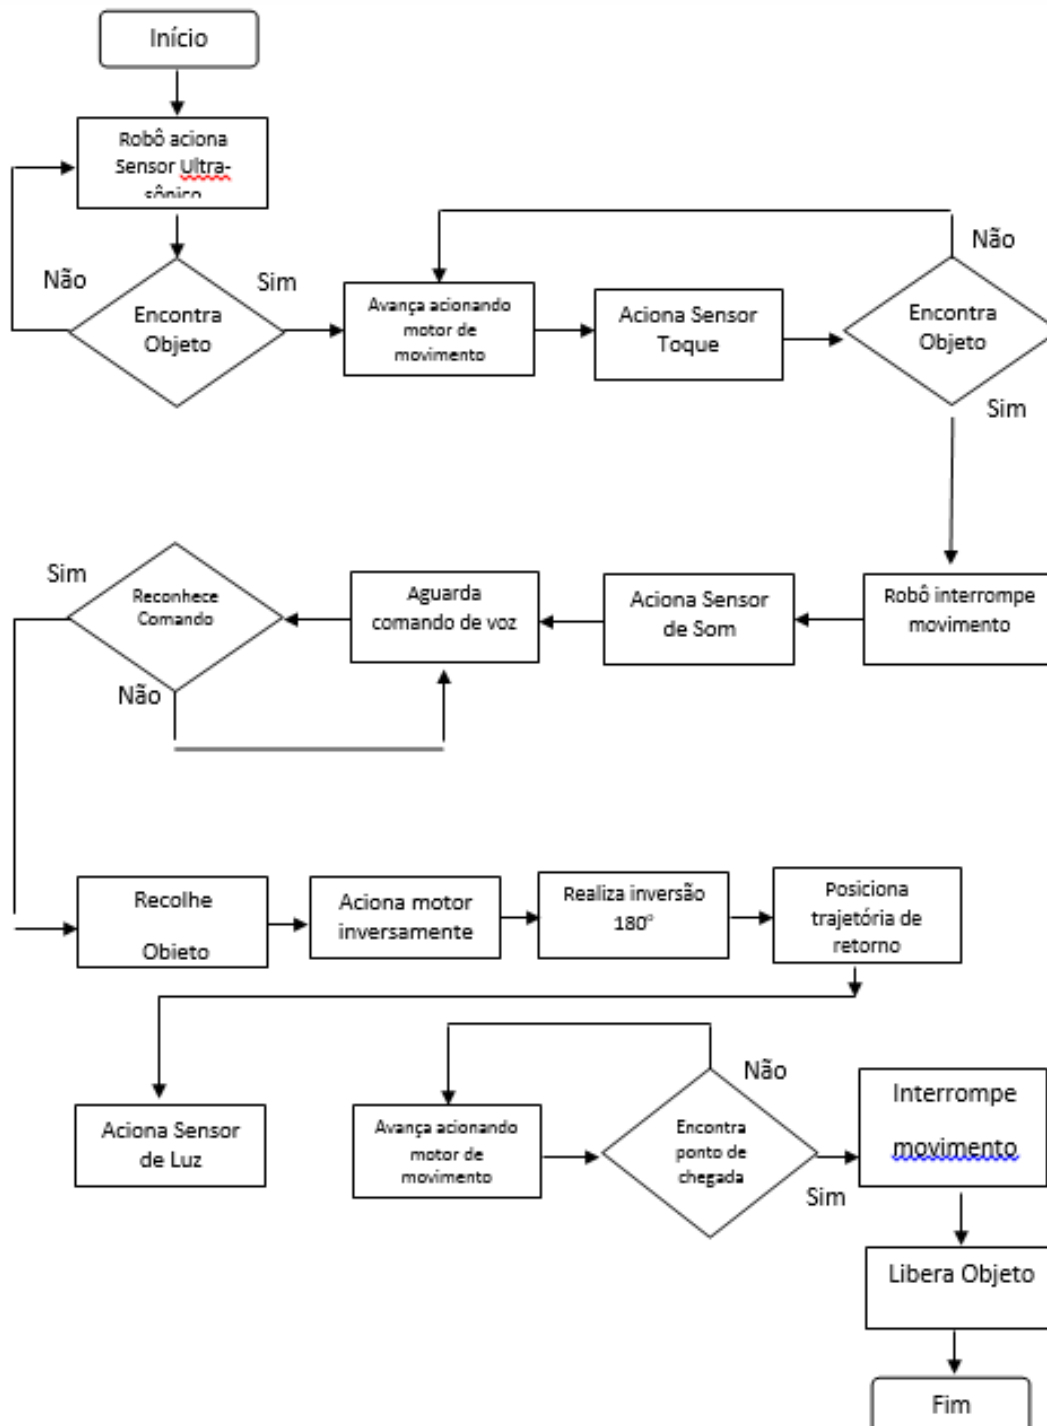 Início
Robô aciona
Sensor Ultra-
sônico
Não
Sim
Encontra
Objeto
Avança acionando
motor de
movimento
Aciona Sensor
Toque
Não
Encontra
Objeto
Sim
Sim
Reconhece
Comando
Não
Aguarda
comando de voz
Aciona Sensor
de Som
Robô interrompe
movimento
Recolhe
Objeto
Aciona motor
inversamente
Realiza inversão
180°
Posiciona
trajetória de
retorno
Aciona Sensor
de Luz
Avança acionando
motor de
movimento
Não
Encontra
ponto de
chegada
Sim
Interrompe
movimento
Libera Objeto
Fim